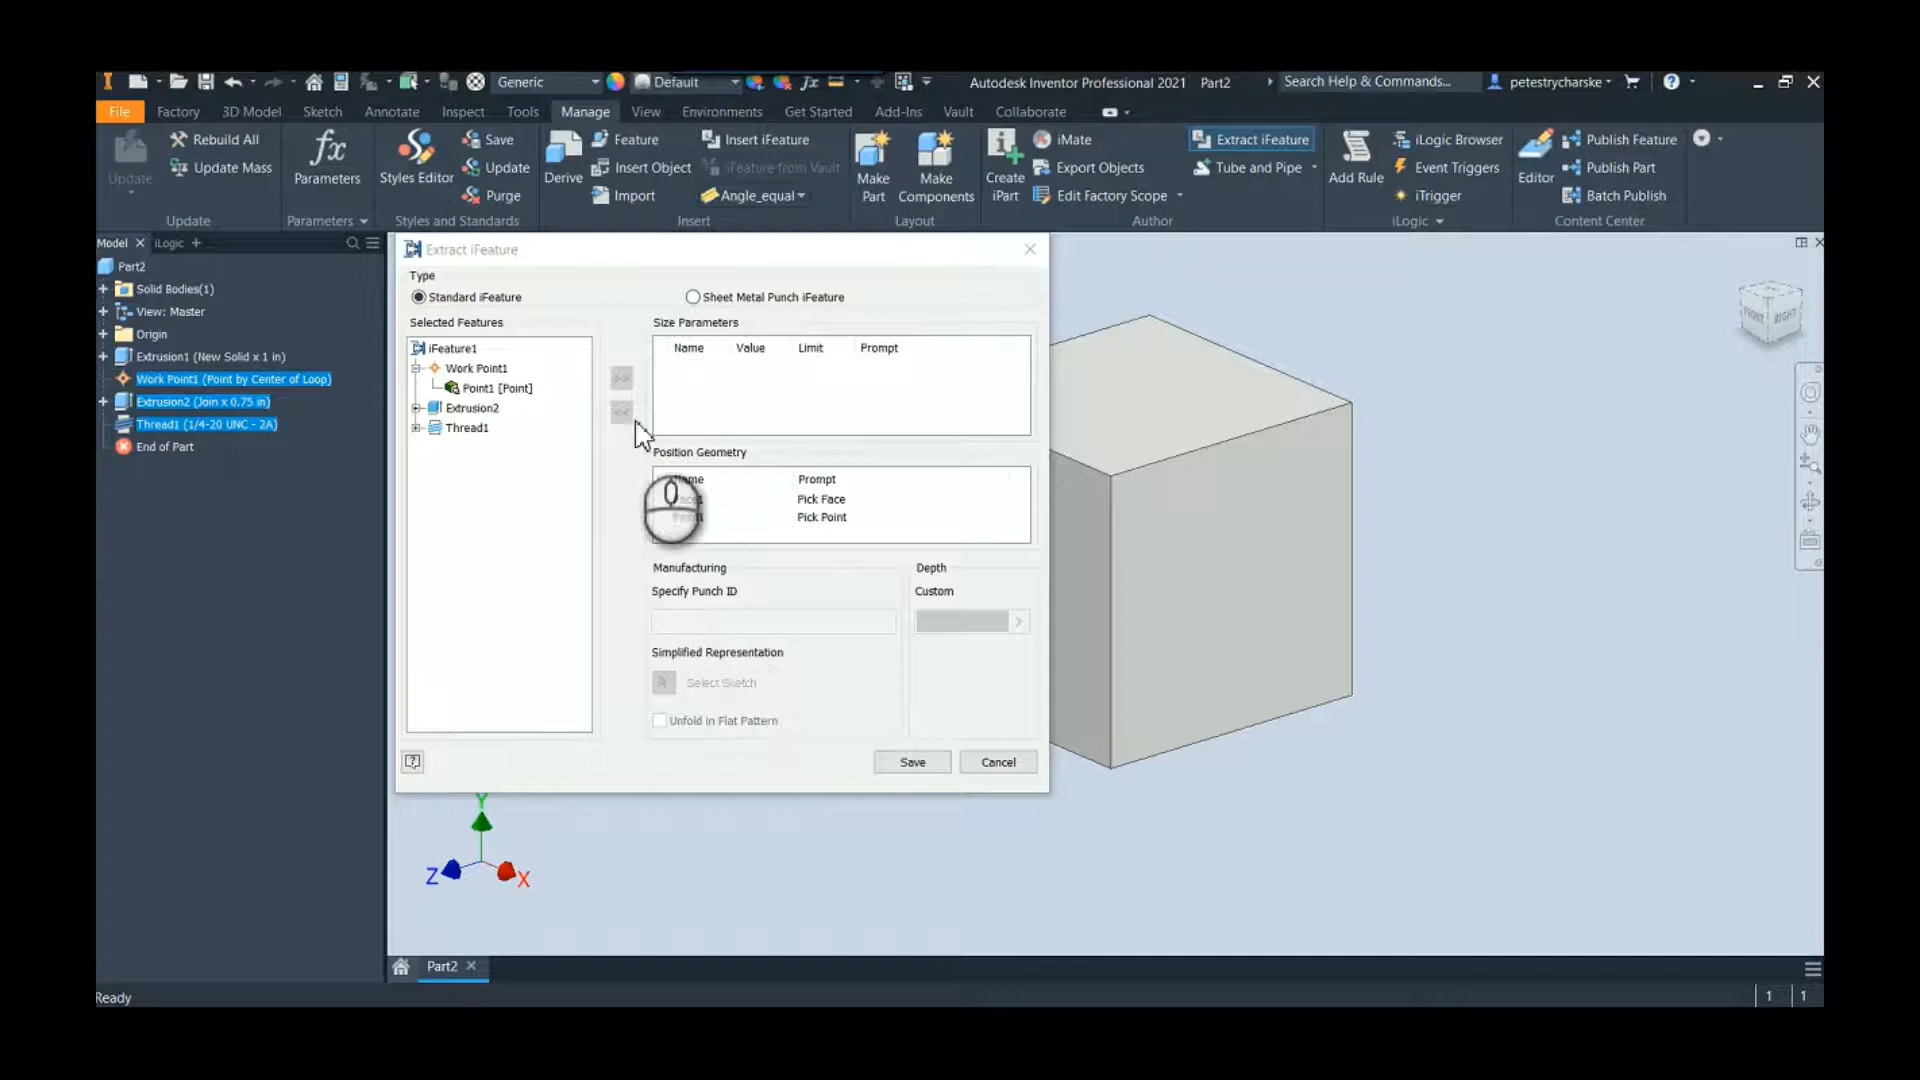 Generic
Default
fx
Autodesk Inventor Professional 2021 Part2
Search Help & Commands...
petestrycharske
File Factory 3D Model Sketch Annotate Inspect Tools Manage View Environments Get Started Add-Ins Vault Collaborate
Update
Rebuild All
Update Mass
Update
fx
Parameters
Parameters
Styles Editor
Save
Update
Purge
Styles and Standards
Derive
Feature
Insert Object
Import
Insert iFeature
iFeature from Vault
Angle_equal
Insert
Make
Part
Make
Components
Layout
Create
iPart
iMate
Export Objects
Edit Factory Scope
Extract iFeature
Tube and Pipe
Author
Add Rule
iLogic Browser
Event Triggers
iTrigger
iLogic
Editor
Publish Feature
Publish Part
Batch Publish
Content Center
Model iLogic
Part2
Solid Bodies(1)
View: Master
Origin
Extrusion1 (New Solid x 1 in)
Work Point1 (Point by Center of Loop)
Extrusion2 (Join x 0.75 in)
Thread1 (1/4-20 UNC - 2A)
End of Part
Extract iFeature
Type
Standard iFeature
Sheet Metal Punch iFeature
Selected Features
iFeature1
Work Point1
Point1 [Point]
Extrusion2
Thread1
>>
<<
Size Parameters
Name Value Limit Prompt
Position Geometry
Prompt
Pick Face
Pick Point
Manufacturing
Specify Punch ID
Simplified Representation
Select Sketch
Unfold in Flat Pattern
Depth
Custom
Save
Cancel
FRONT RIGHT
Y
Z
X
Part2
Ready
1 1